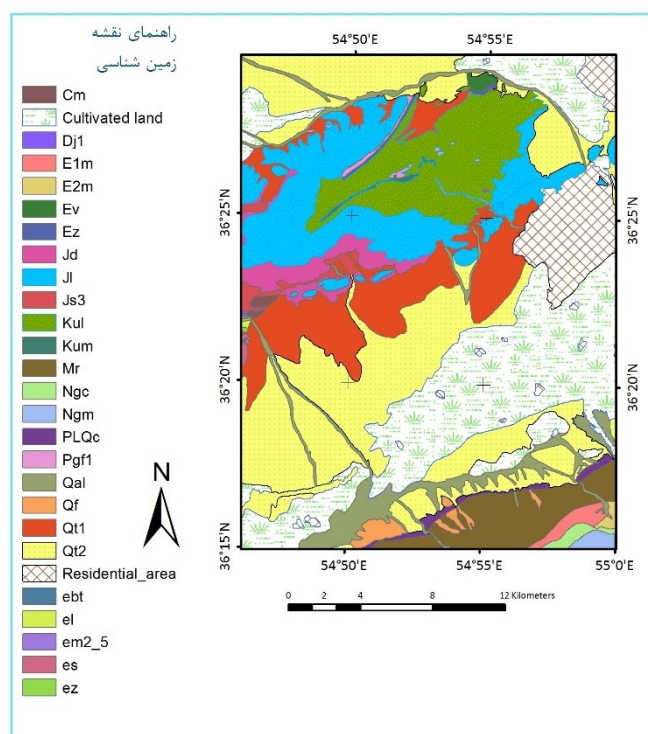 راهنمای نقشه
زمین شناسی
Cm
Cultivated land
Dj1
E1m
E2m
Ev
Ez
Jd
Jl
Js3
Kul
Kum
Mr
Ngc
Ngm
PLQc
Pgf1
Qal
Qf
Qt1
Qt2
Residential_area
ebt
el
em2_5
es
ez
N
54°50'E
54°55'E
36°25'N
36°20'N
36°15'N
36°25'N
36°20'N
54°50'E
54°55'E
55°0'E
0 2 4 8 12 Kilometers